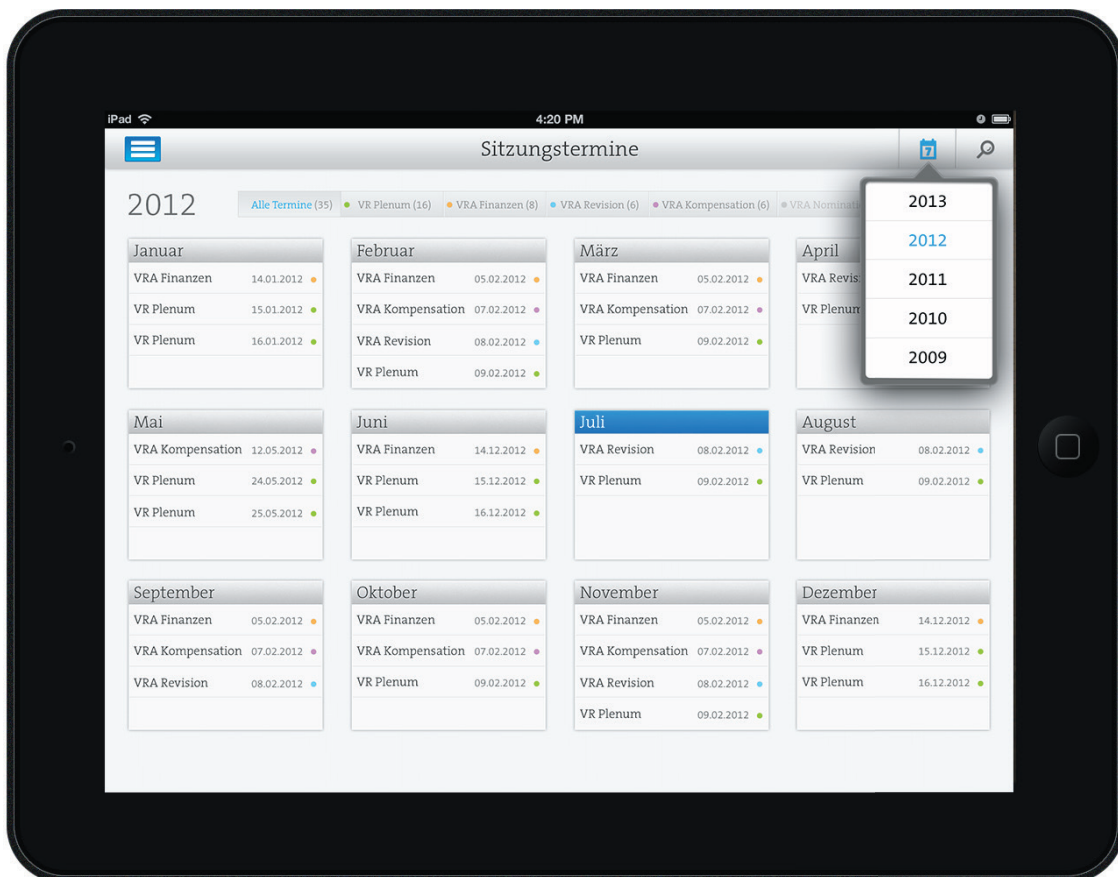 iPad 4:20 PM
Sitzungstermine
7
2012
Alle Termine (35) VR Plenum (16) VRA Finanzen (8) VRA Revision (6) VRA Kompensation (6)
2013
2012
2011
2010
2009
Januar
VRA Finanzen 14.01.2012
VR Plenum 15.01.2012
VR Plenum 16.01.2012
Februar
VRA Finanzen 05.02.2012
VRA Kompensation 07.02.2012
VRA Revision 08.02.2012
VR Plenum 09.02.2012
März
VRA Finanzen 05.02.2012
VRA Kompensation 07.02.2012
VR Plenum 09.02.2012
April
VRA Revis
VR Plenum
Mai
VRA Kompensation 12.05.2012
VR Plenum 24.05.2012
VR Plenum 25.05.2012
Juni
VRA Finanzen 14.12.2012
VR Plenum 15.12.2012
VR Plenum 16.12.2012
Juli
VRA Revision 08.02.2012
VR Plenum 09.02.2012
August
VRA Revision 08.02.2012
VR Plenum 09.02.2012
September
VRA Finanzen 05.02.2012
VRA Kompensation 07.02.2012
VRA Revision 08.02.2012
Oktober
VRA Finanzen 05.02.2012
VRA Kompensation 07.02.2012
VR Plenum 09.02.2012
November
VRA Finanzen 05.02.2012
VRA Kompensation 07.02.2012
VRA Revision 08.02.2012
VR Plenum 09.02.2012
Dezember
VRA Finanzen 14.12.2012
VR Plenum 15.12.2012
VR Plenum 16.12.2012